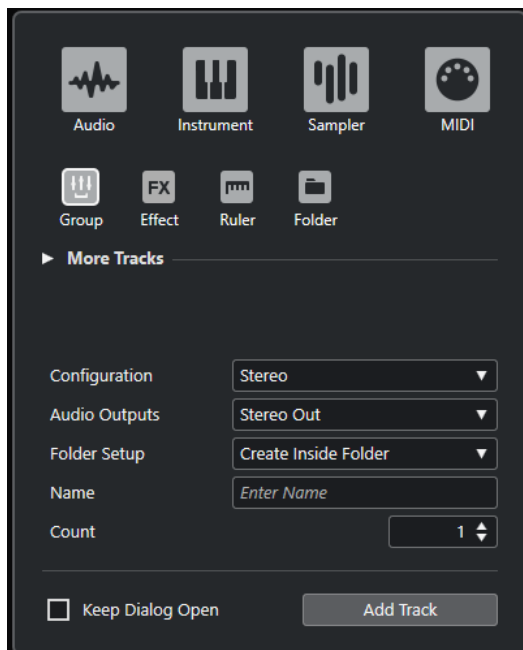 Audio Instrument Sampler MIDI
FX
Group Effect Ruler Folder
More Tracks
Configuration Stereo
Audio Outputs Stereo Out
Folder Setup Create Inside Folder
Name Enter Name
Count 1
Keep Dialog Open Add Track